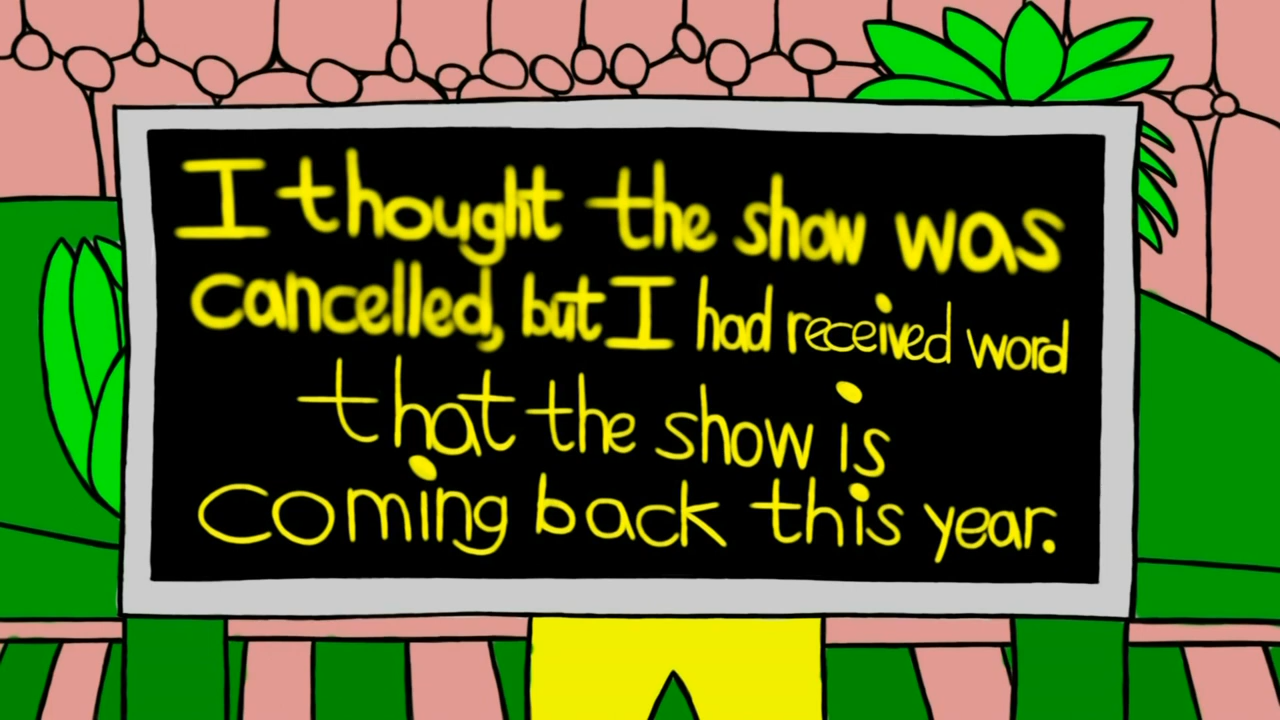 I thought the show was
cancelled, but I had received word
that the show is
coming back this year.